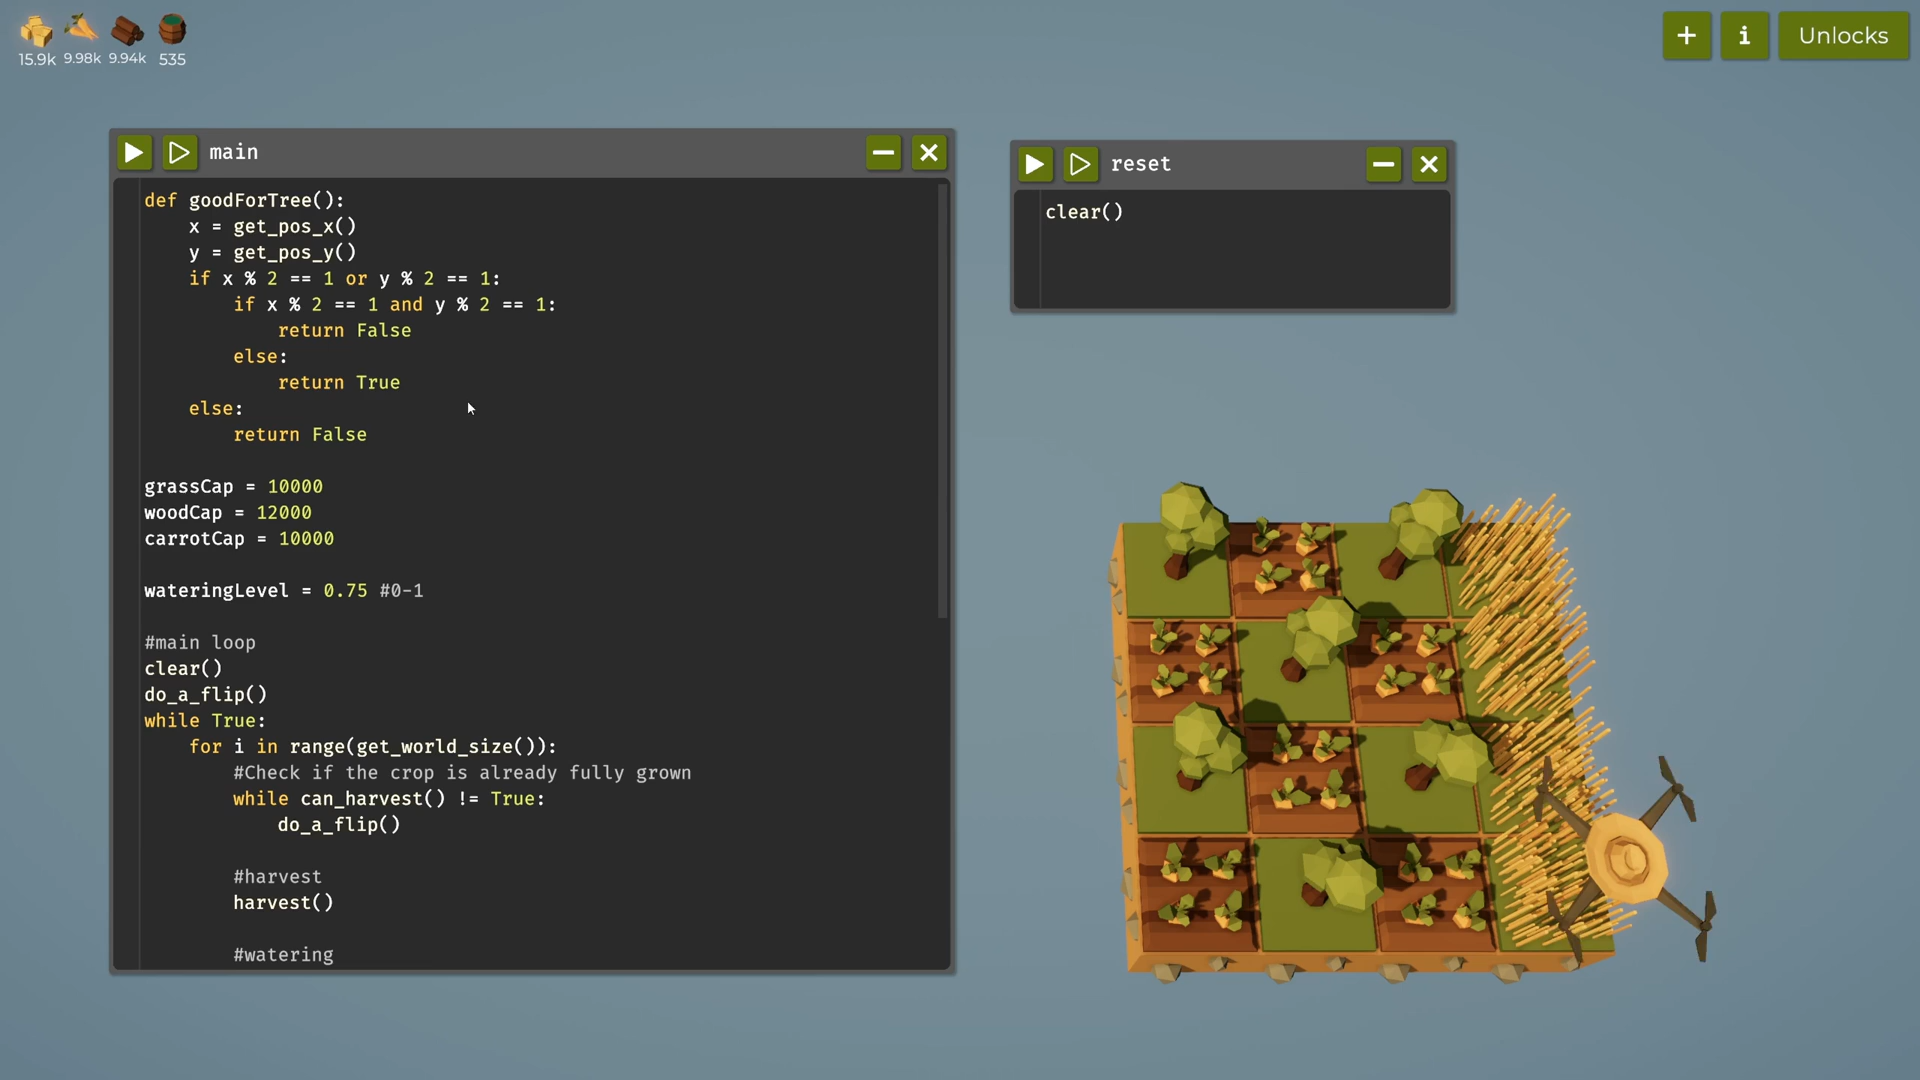 15.9k 9.98k 9.94k 535
+ i Unlocks
main
def goodForTree():
    x = get_pos_x()
    y = get_pos_y()
    if x % 2 == 1 or y % 2 == 1:
        if x % 2 == 1 and y % 2 == 1:
            return False
        else:
            return True
    else:
        return False
grassCap = 10000
woodCap = 12000
carrotCap = 10000
wateringLevel = 0.75 #0-1
#main loop
clear()
do_a_flip()
while True:
    for i in range(get_world_size()):
        #Check if the crop is already fully grown
        while can_harvest() != True:
            do_a_flip()
        #harvest
        harvest()
        #watering
reset
clear()